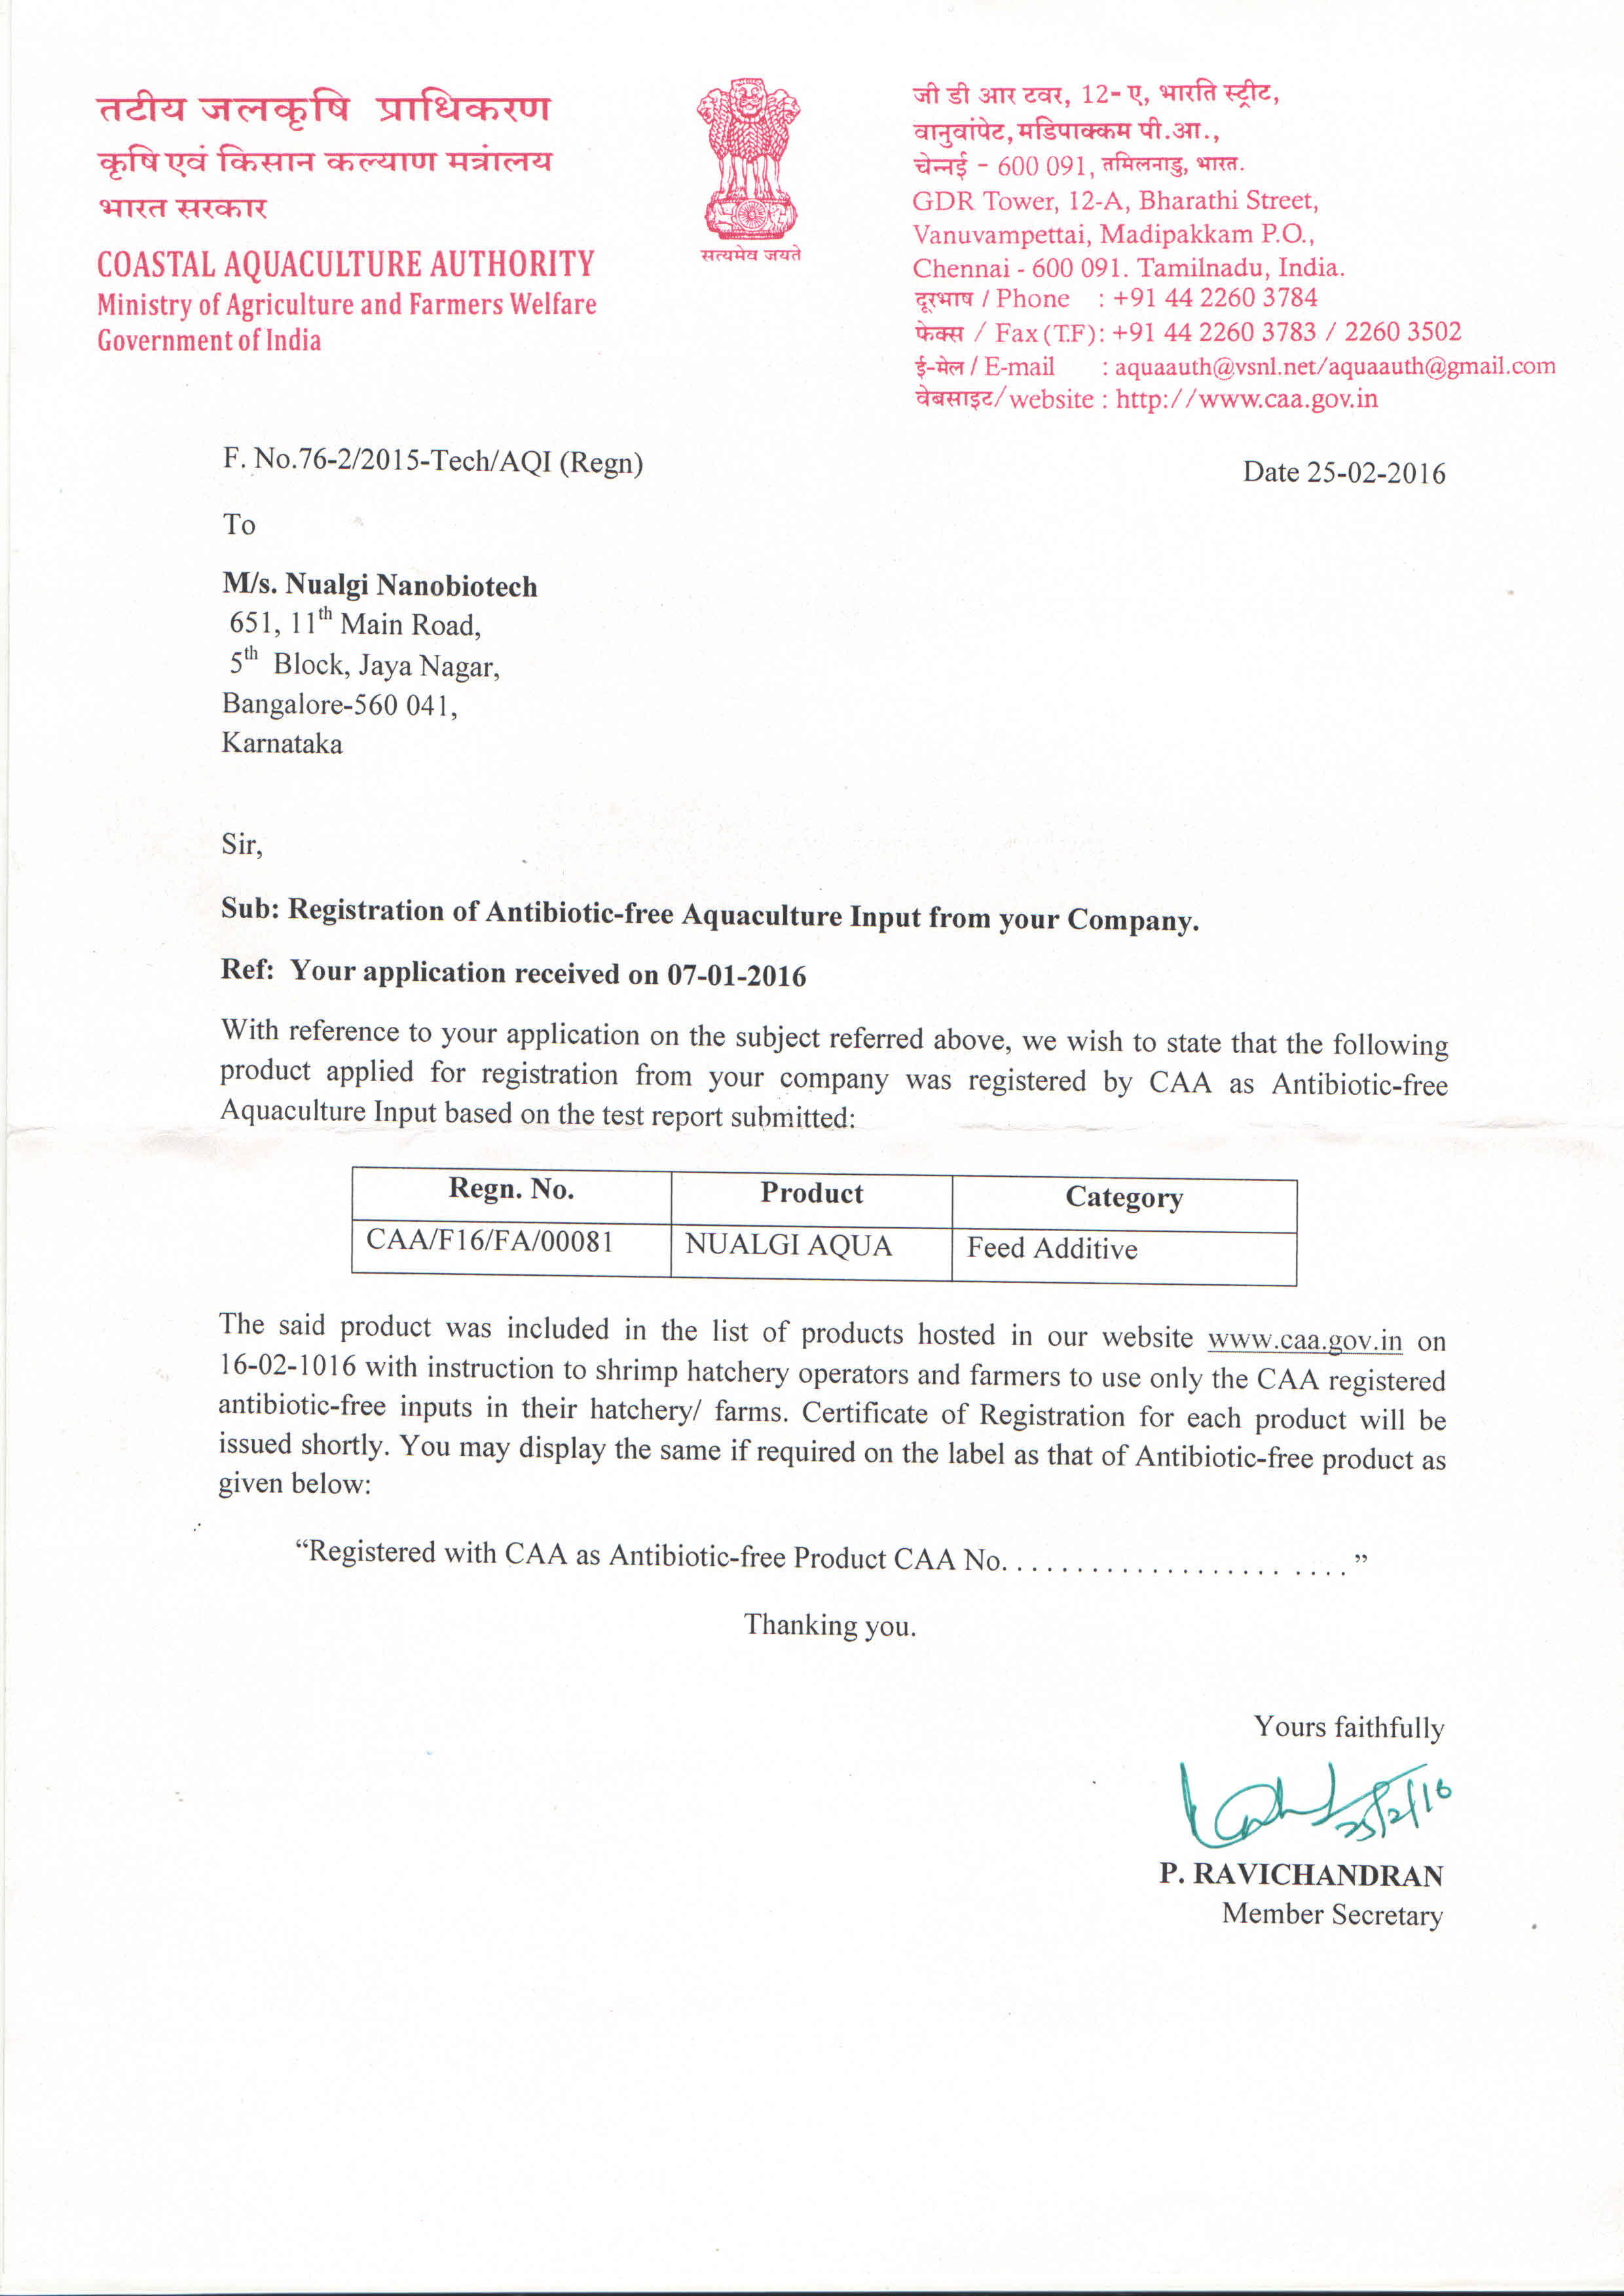 तटीय जलकृषि प्राधिकरण
कृषि एवं किसान कल्याण मत्रांलय
भारत सरकार
COASTAL AQUACULTURE AUTHORITY
Ministry of Agriculture and Farmers Welfare
Government of India
सत्यमेव जयते
जी डी आर टवर, 12- ए, भारति स्ट्रीट,
वानुवांपेट, मडिपाक्कम पी.आ.,
चेन्नई - 600 091, तमिलनाडु, भारत.
GDR Tower, 12-A, Bharathi Street,
Vanuvampettai, Madipakkam P.O.,
Chennai - 600 091. Tamilnadu, India.
दूरभाष / Phone : +91 44 2260 3784
फेक्स / Fax (T.F) : +91 44 2260 3783 / 2260 3502
ई-मेल / E-mail : aquaauth@vsnl.net/aquaauth@gmail.com
वेबसाइट/ website : http://www.caa.gov.in
F. No.76-2/2015-Tech/AQI (Regn)
Date 25-02-2016
To
M/s. Nualgi Nanobiotech
651, 11th Main Road,
5th Block, Jaya Nagar,
Bangalore-560 041,
Karnataka
Sir,
Sub: Registration of Antibiotic-free Aquaculture Input from your Company.
Ref: Your application received on 07-01-2016
With reference to your application on the subject referred above, we wish to state that the following
product applied for registration from your company was registered by CAA as Antibiotic-free
Aquaculture Input based on the test report submitted:
Regn. No. Product Category
CAA/F16/FA/00081 NUALGI AQUA Feed Additive
The said product was included in the list of products hosted in our website www.caa.gov.in on
16-02-1016 with instruction to shrimp hatchery operators and farmers to use only the CAA registered
antibiotic-free inputs in their hatchery/ farms. Certificate of Registration for each product will be
issued shortly. You may display the same if required on the label as that of Antibiotic-free product as
given below:
“Registered with CAA as Antibiotic-free Product CAA No. . . . . . . . . . . . . . . . . . . . . . . . ”
Thanking you.
Yours faithfully
25/2/16
P. RAVICHANDRAN
Member Secretary